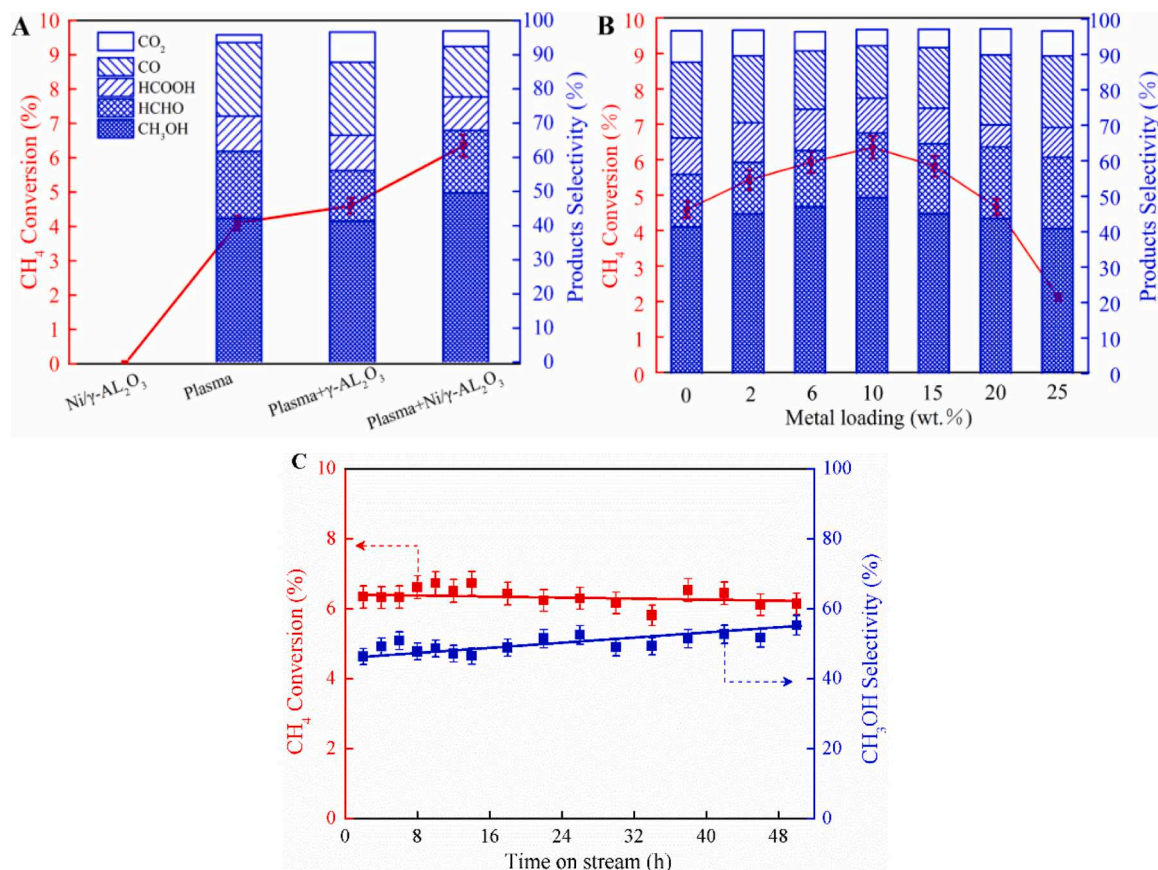 A
CH₄ Conversion (%)
10
9
8
7
6
5
4
3
2
1
0
CO₂
CO
HCOOH
HCHO
CH₃OH
100
90
80
70
60
50
40
30
20
10
0
Products Selectivity (%)
Ni/γ-AL₂O₃
Plasma
Plasma+γ-AL₂O₃
Plasma+Ni/γ-AL₂O₃
B
CH₄ Conversion (%)
10
9
8
7
6
5
4
3
2
1
0
100
90
80
70
60
50
40
30
20
10
0
Products Selectivity (%)
0 2 6 10 15 20 25
Metal loading (wt.%)
C
CH₄ Conversion (%)
10
8
6
4
2
0
100
80
60
40
20
0
CH₃OH Selectivity (%)
0 8 16 24 32 40 48
Time on stream (h)